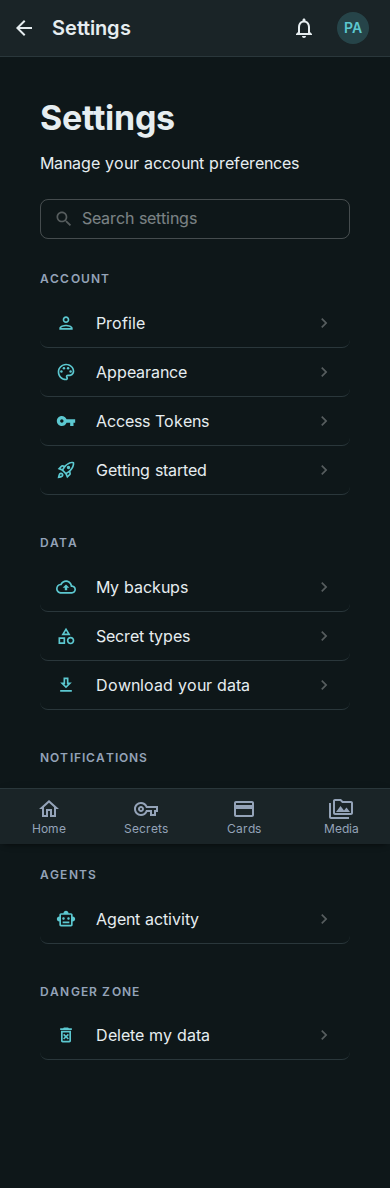 Settings
PA
Settings
Manage your account preferences
Search settings
ACCOUNT
Profile
Appearance
Access Tokens
Getting started
DATA
My backups
Secret types
Download your data
NOTIFICATIONS
Home
Secrets
Cards
Media
AGENTS
Agent activity
DANGER ZONE
Delete my data